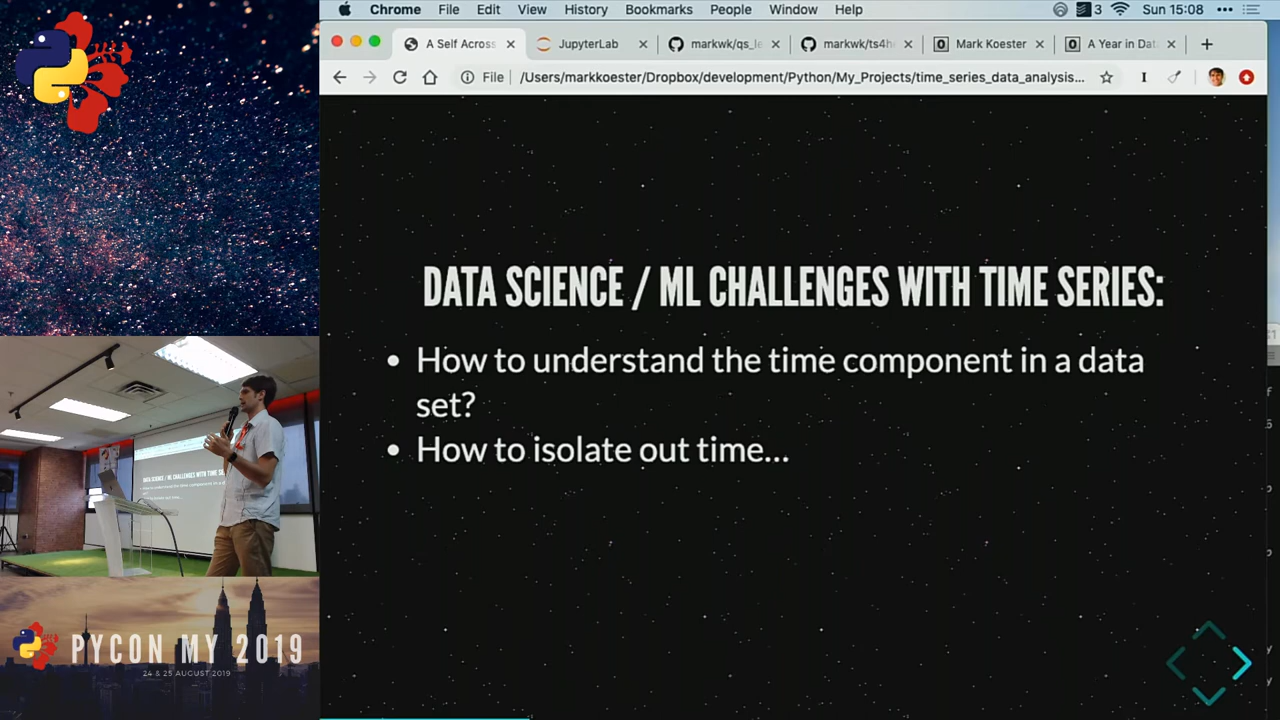 Chrome File Edit View History Bookmarks People Window Help 3 Sun 15:08
A Self Across JupyterLab markwk/qs_le markwk/ts4h Mark Koester A Year in Dat
File /Users/markkoester/Dropbox/development/Python/My_Projects/time_series_data_analysis...
DATA SCIENCE / ML CHALLENGES WITH TIME SERIES:
• How to understand the time component in a data
set?
• How to isolate out time...
PYCON MY 2019
24 & 25 AUGUST 2019